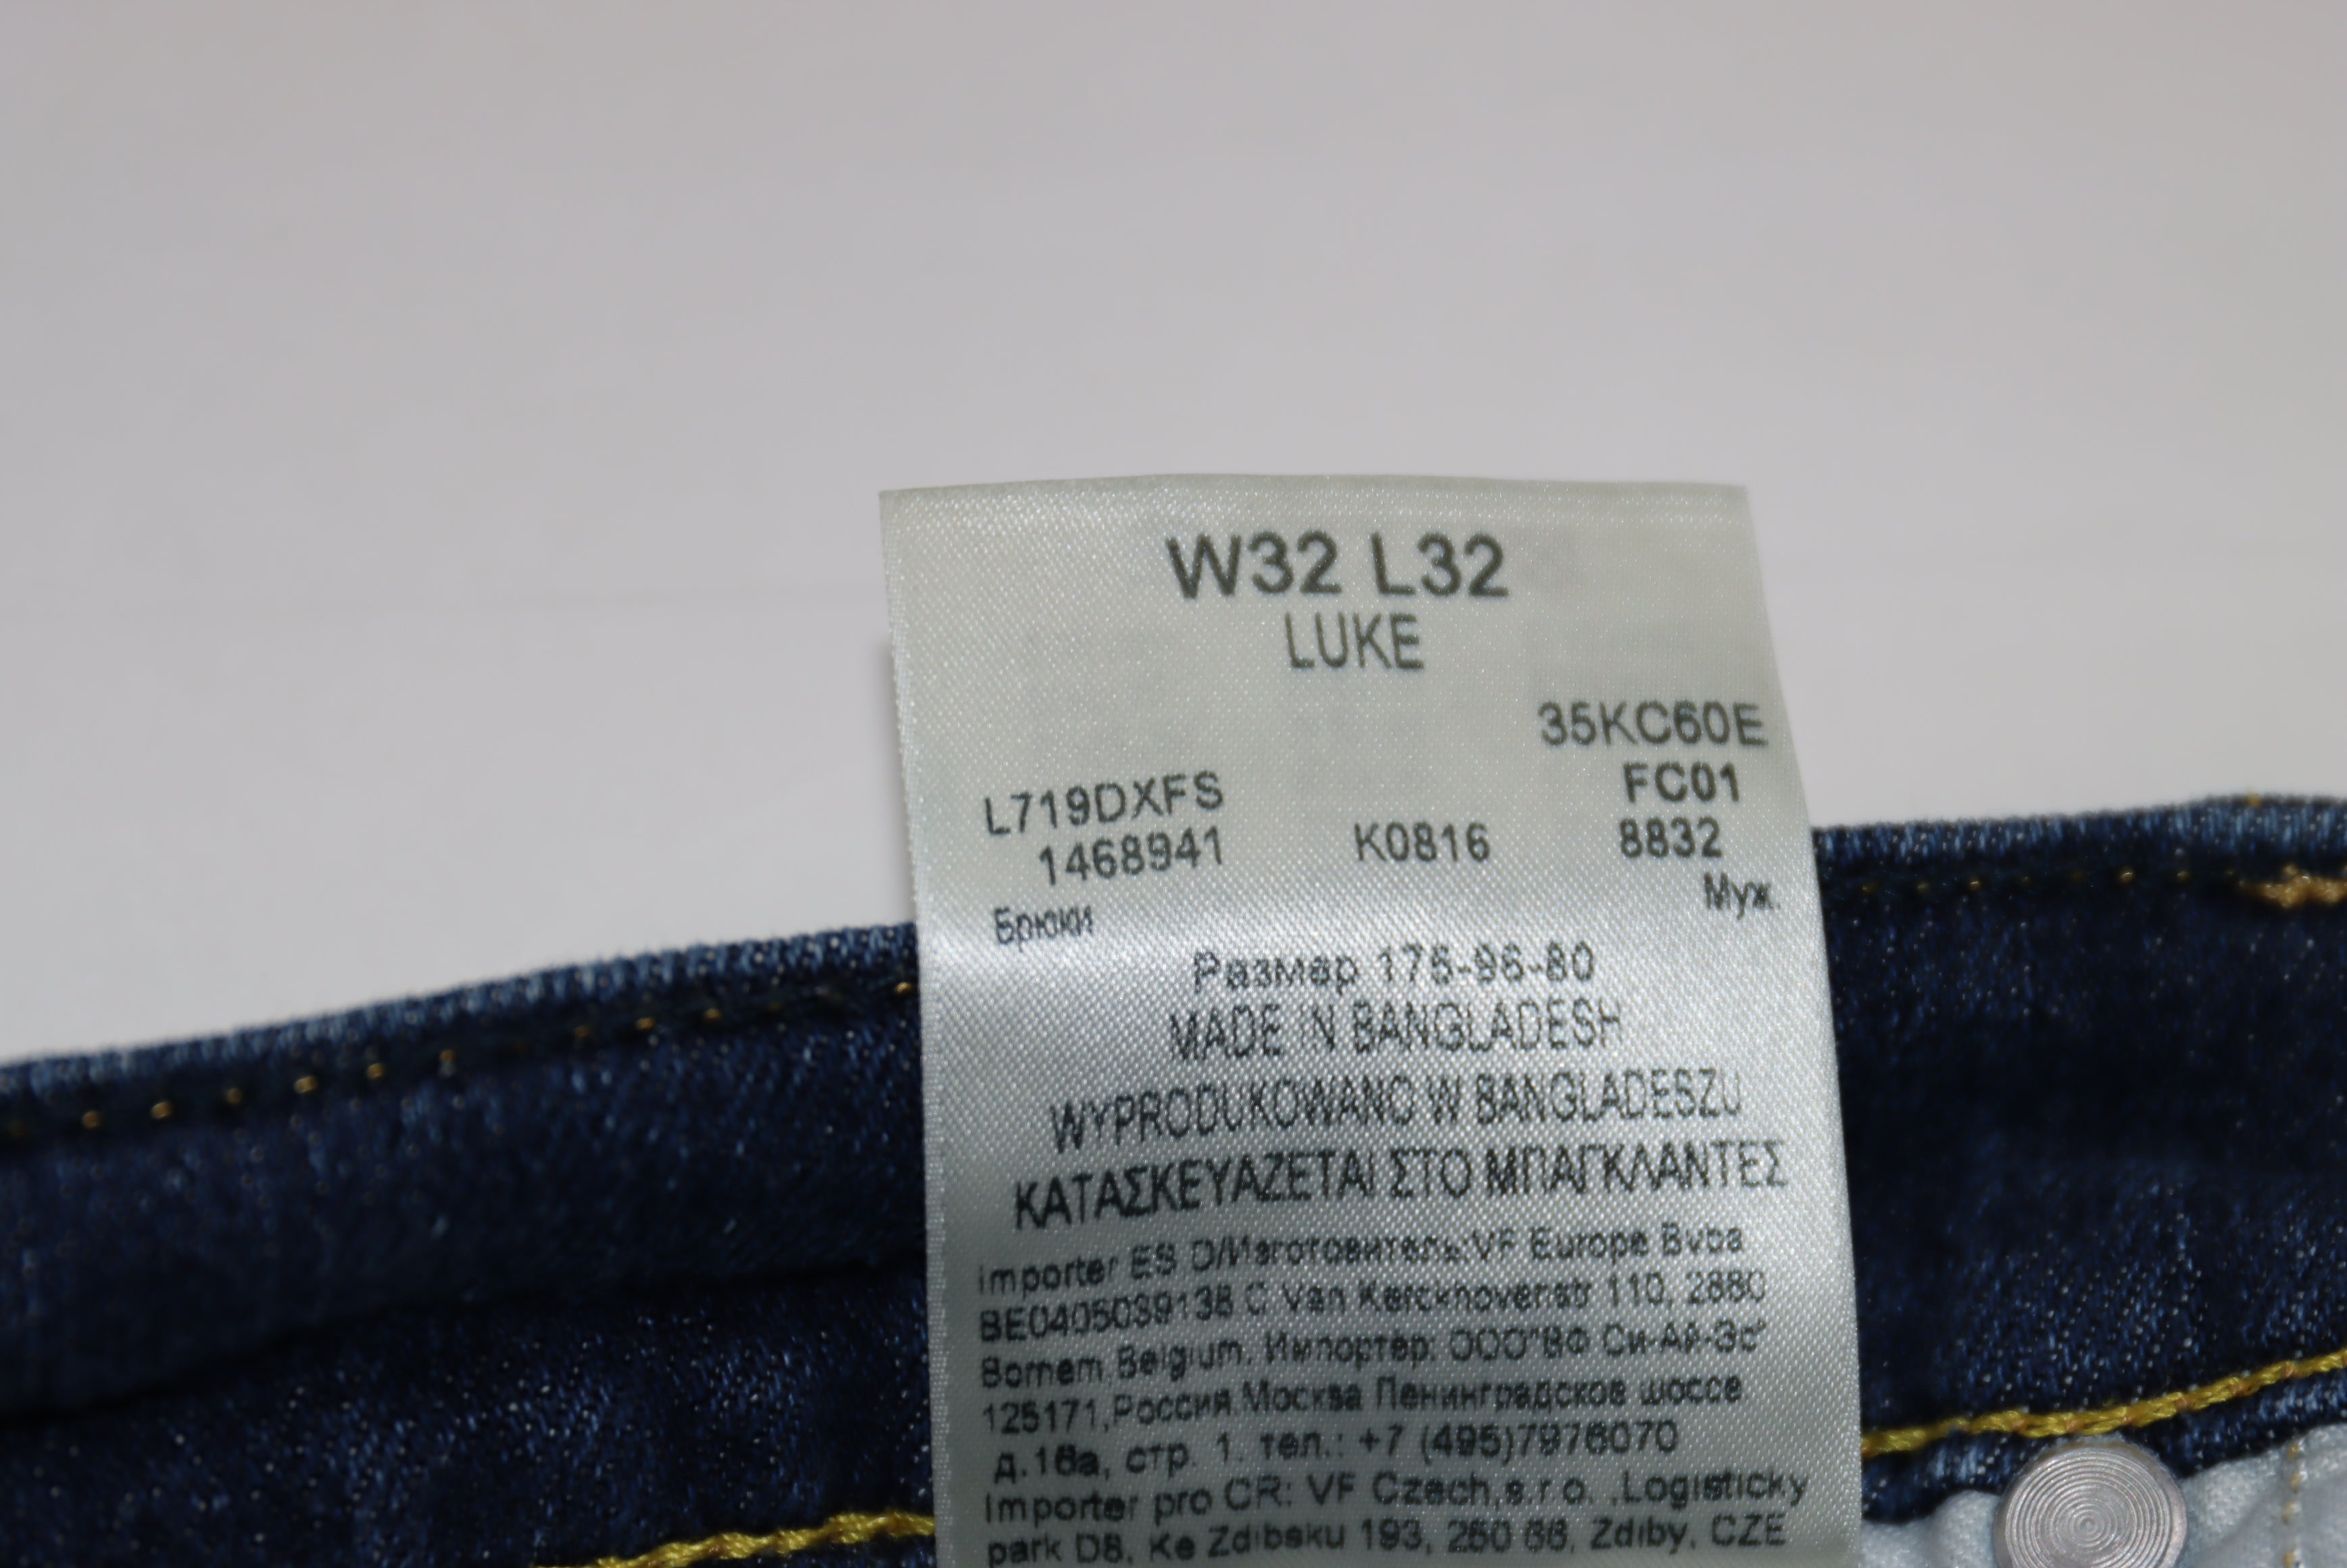 W32 L32
LUKE
35KC60E
L719DXFS FC01
1468941 K0816 8832
Брюки Муж.
Размер 176-96-80
MADE IN BANGLADESH
WYPRODUKOWANO W BANGLADESZU
ΚΑΤΑΣΚΕΥΑΖΕΤΑΙ ΣΤΟ ΜΠΑΓΚΛΑΝΤΕΣ
Importer ES D/Изготовитель:VF Europe Bvba
BE0405039138 C Van Kerckhovenstr 110, 2880
Bornem Belgium. Импортер: ООО"ВФ Си-Ай-Эс"
125171,Россия Москва Ленинградское шоссе
д.16а, стр. 1. тел.: +7 (495)7976070
Importer pro CR: VF Czech,s.r.o. ,Logisticky
park D8, Ke Zdibsku 193, 250 66, Zdiby, CZE